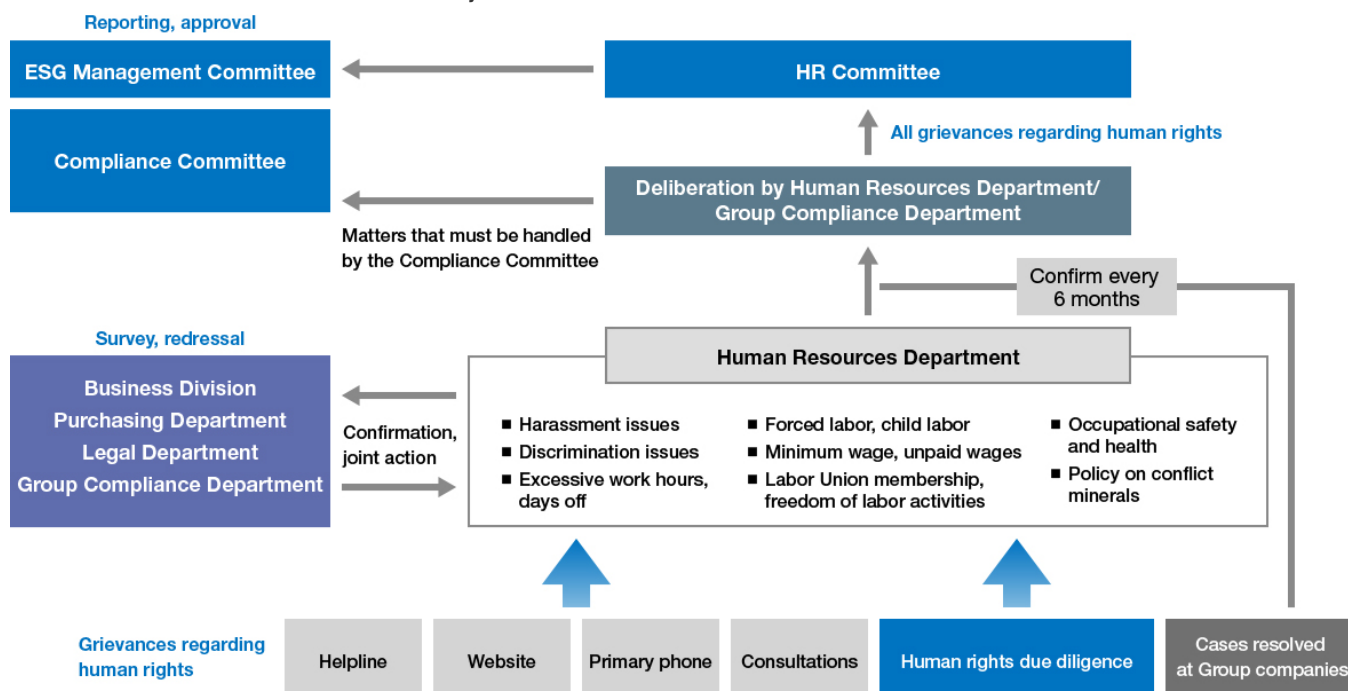 Reporting, approval
ESG Management Committee
HR Committee
All grievances regarding human rights
Compliance Committee
Deliberation by Human Resources Department/
Group Compliance Department
Matters that must be handled
by the Compliance Committee
Confirm every
6 months
Survey, redressal
Human Resources Department
Business Division
Purchasing Department
Legal Department
Group Compliance Department
Confirmation,
joint action
■ Harassment issues
■ Discrimination issues
■ Excessive work hours,
days off
■ Forced labor, child labor
■ Minimum wage, unpaid wages
■ Labor Union membership,
freedom of labor activities
■ Occupational safety
and health
■ Policy on conflict
minerals
Grievances regarding
human rights
Helpline
Website
Primary phone
Consultations
Human rights due diligence
Cases resolved
at Group companies